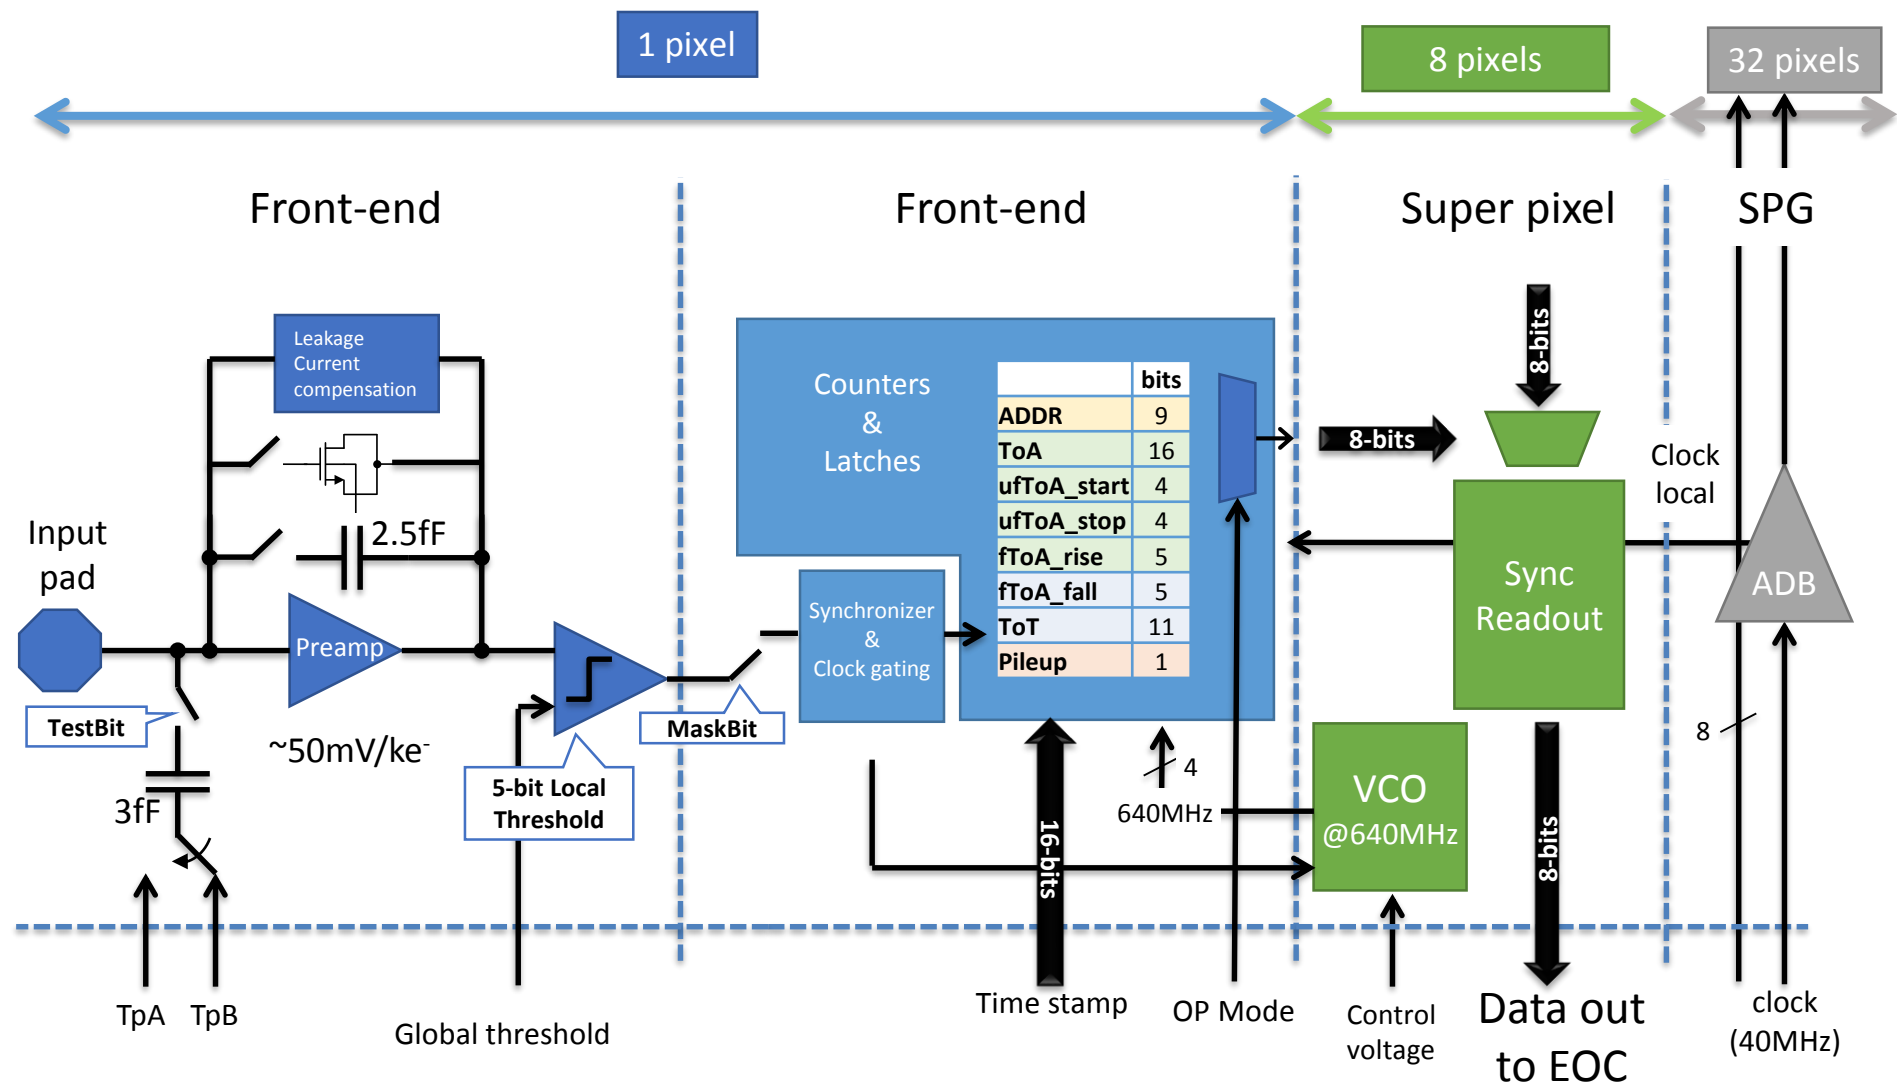 1 pixel
8 pixels
32 pixels
Front-end
Front-end
Super pixel
SPG
Leakage
Current
compensation
2.5fF
Input
pad
Preamp
TestBit
~50mV/ke-
3fF
5-bit Local
Threshold
MaskBit
TpA
TpB
Global threshold
Counters
&
Latches
bits
ADDR 9
ToA 16
ufToA_start 4
ufToA_stop 4
fToA_rise 5
fToA_fall 5
ToT 11
Pileup 1
Synchronizer
&
Clock gating
4
640MHz
16-bits
Time stamp
OP Mode
8-bits
8-bits
Sync
Readout
VCO
@640MHz
8-bits
Control
voltage
Data out
to EOC
Clock
local
ADB
8
clock
(40MHz)